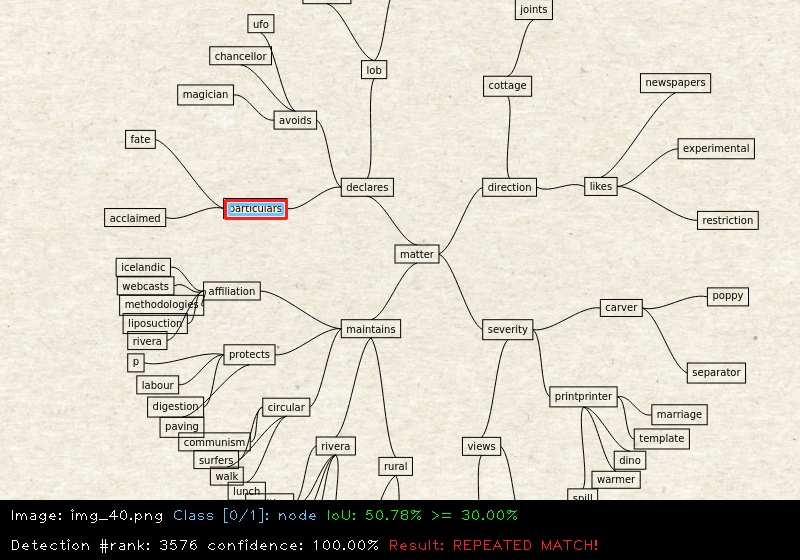 ufo
joints
chancellor
lob
cottage
newspapers
magician
avoids
fate
experimental
declares
direction
likes
particulars
acclaimed
restriction
matter
icelandic
webcasts
affiliation
poppy
methodologies
carver
liposuction
maintains
severity
rivera
protects
p
separator
labour
printprinter
digestion
circular
marriage
paving
template
communism
rivera
views
surfers
dino
rural
walk
warmer
lunch
spill
Image: img_40.png Class [0/1]: node IoU: 50.78% >= 30.00%
Detection #rank: 3576 confidence: 100.00% Result: REPEATED MATCH!